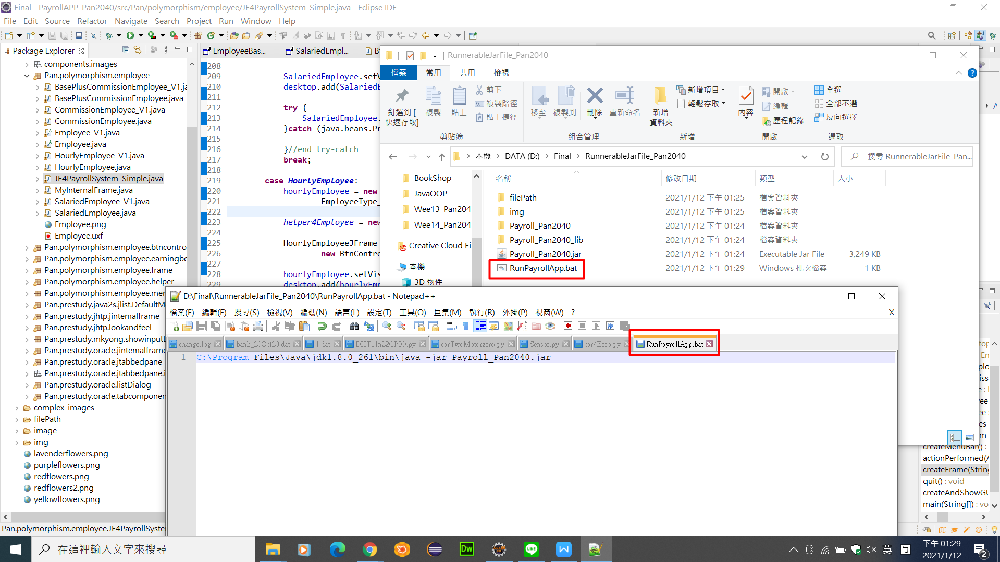 Final - PayrollAPP_Pan2040/src/Pan/polymorphism/employee/JF4PayrollSystem_Simple.java - Eclipse IDE
File Edit Source Refactor Navigate Search Project Run Window Help
Package Explorer
components.images
Pan.polymorphism.employee
BasePlusCommissionEmployee_V1.ja
BasePlusCommissionEmployee.java
CommissionEmployee_V1.java
CommissionEmployee.java
Employee_V1.java
Employee.java
HourlyEmployee_V1.java
HourlyEmployee.java
JF4PayrollSystem_Simple.java
MyInternalFrame.java
SalariedEmployee_V1.java
SalariedEmployee.java
Employee.png
Employee.uxf
Pan.polymorphism.employee.btncontro
Pan.polymorphism.employee.earningbo
Pan.polymorphism.employee.frame
Pan.polymorphism.employee.helper
Pan.polymorphism.employee.mer
Pan.prestudy.java2s.jlist.DefaultM
Pan.prestudy.jhtp.jinternalframe
Pan.prestudy.jhtp.lookandfeel
Pan.prestudy.mkyong.showinputD
Pan.prestudy.oracle.jinternalframe
Pan.prestudy.oracle.jtabbedpane
Pan.prestudy.oracle.jtabbedpane.i
Pan.prestudy.oracle.listDialog
Pan.prestudy.oracle.tabcomponen
complex_images
filePath
image
img
lavenderflowers.png
purpleflowers.png
redflowers.png
redflowers2.png
yellowflowers.png
Pan.polymorphism.employee.JF4PayrollSyste
EmployeeBas... SalariedEmpl...
208
209 SalariedEmployee.setV
210 desktop.add(SalariedE
211
212 try {
213 SalariedEmployee.
214 }catch (java.beans.Pr
215
216 }//end try-catch
217 break;
218
219 case HourlyEmployee:
220 hourlyEmployee = new
221 EmployeeType_
222
223 helper4Employee = new
224
225 HourlyEmployeeJFrame_
226 new BtnContro
227
228 hourlyEmployee.setVis
229 desktop.add(hourlyEmp
RunnerableJarFile_Pan2040
檔案 常用 共用 檢視
釘選到 [
快速存取]
複製
貼上
剪下
複製路徑
貼上捷徑
剪貼簿
移至
複製到
刪除
重新命名
組合管理
新增
資料夾
新增項目
輕鬆存取
新增
內容
開啟
編輯
歷程記錄
開啟
全選
全部不選
反向選擇
選取
本機 DATA (D:) Final RunnerableJarFile_Pan2040
搜尋 RunnerableJarFile_Pan...
BookShop
JavaOOP
Wee13_Pan204
Wee14_Pan204
Creative Cloud Fi
本機
3D 物件
名稱 修改日期 類型 大小
filePath 2021/1/12 下午 01:25 檔案資料夾
img 2021/1/12 下午 01:25 檔案資料夾
Payroll_Pan2040 2021/1/12 下午 01:24 檔案資料夾
Payroll_Pan2040_lib 2021/1/12 下午 01:24 檔案資料夾
Payroll_Pan2040.jar 2021/1/12 下午 01:24 Executable Jar File 3,249 KB
RunPayrollApp.bat 2021/1/12 下午 01:29 Windows 批次檔案 1 KB
D:\Final\RunnerableJarFile_Pan2040\RunPayrollApp.bat - Notepad++
檔案(F) 編輯(E) 搜尋(S) 檢視(V) 編碼(N) 語言(L) 設定(T) 工具(O) 巨集(M) 執行(R) 外掛(P) 視窗(W) ? X
change.log bank_20Oct20.dat 1.dat DHT11n22GPIO.py carTwoMotorzero.py Sensor.py car4Zero.py RunPayrollApp.bat
1 C:\Program Files\Java\jdk1.8.0_261\bin\java -jar Payroll_Pan2040.jar
createMenuBar() :
actionPerformed(A
createFrame(String
quit() : void
createAndShowGU
main(String[]) : vo
在這裡輸入文字來搜尋
Dw
LINE
W
英
下午 01:29
2021/1/12
2